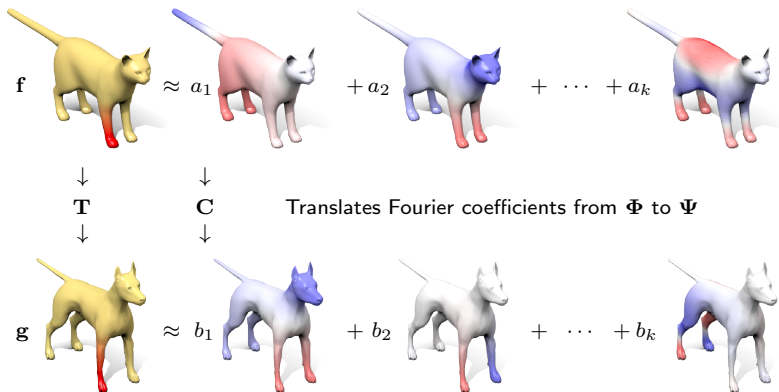 f ≈ a₁ + a₂ + ⋯ + aₖ
↓ ↓
T C Translates Fourier coefficients from Φ to Ψ
↓ ↓
g ≈ b₁ + b₂ + ⋯ + bₖ